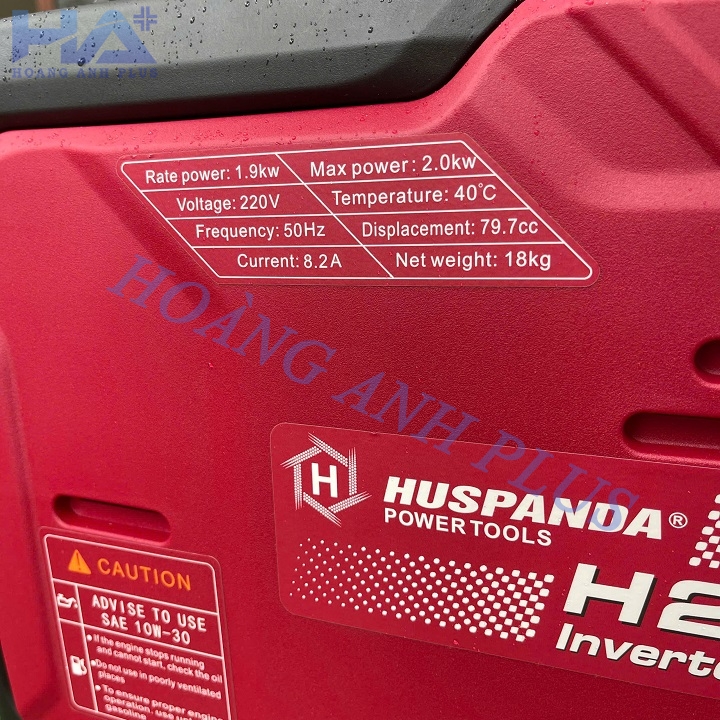 HA+
HOÀNG ANH PLUS
Rate power: 1.9kw Max power: 2.0kw
Voltage: 220V Temperature: 40℃
Frequency: 50Hz Displacement: 79.7cc
Current: 8.2A Net weight: 18kg
HOÀNG ANH PLUS
H HUSPANDA®
POWER TOOLS
H2
Inverte
CAUTION
ADVISE TO USE
SAE 10W-30
•If the engine stops running
and cannot start, check the oil
•Do not use in poorly ventilated
places
•To ensure proper engine
operation, use
gasoline